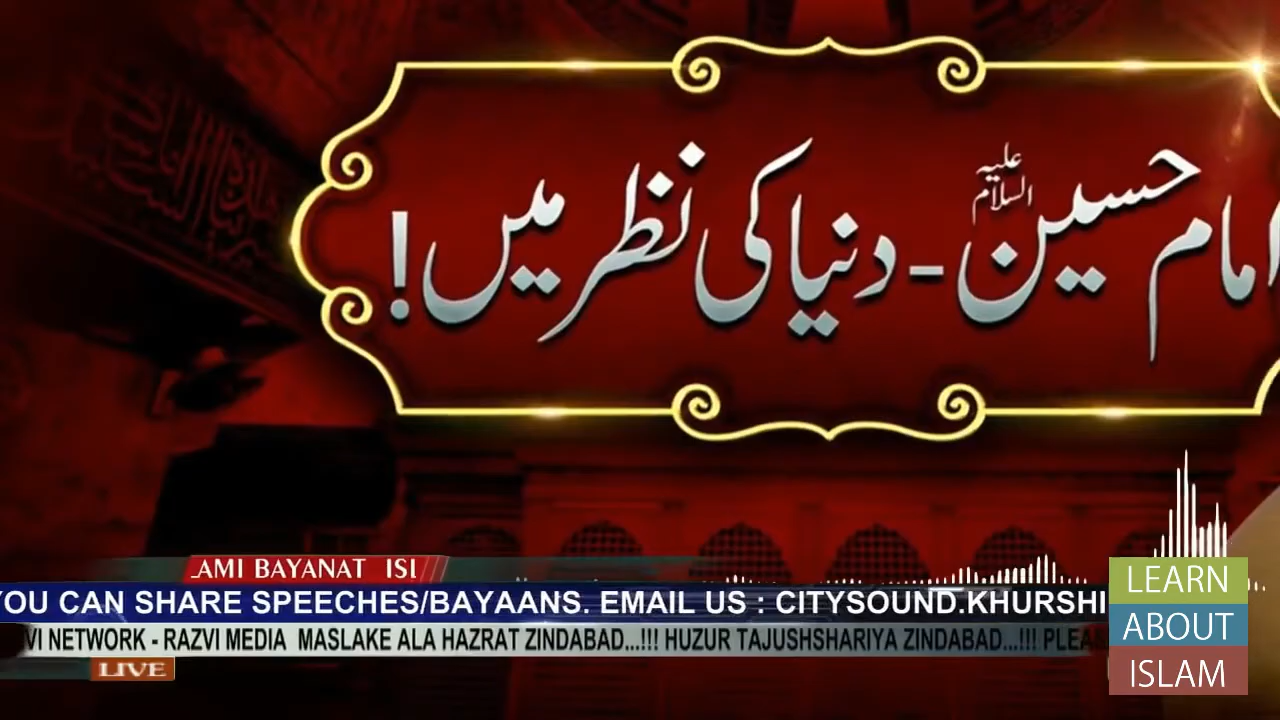 امام حسین علیہ السلام - دنیا کی نظر میں!
AMI BAYANAT ISL
YOU CAN SHARE SPEECHES/BAYAANS. EMAIL US : CITYSOUND.KHURSHI
VI NETWORK - RAZVI MEDIA MASLAKE ALA HAZRAT ZINDABAD...!!! HUZUR TAJUSHSHARIYA ZINDABAD...!!! PLEA
LIVE
LEARN
ABOUT
ISLAM